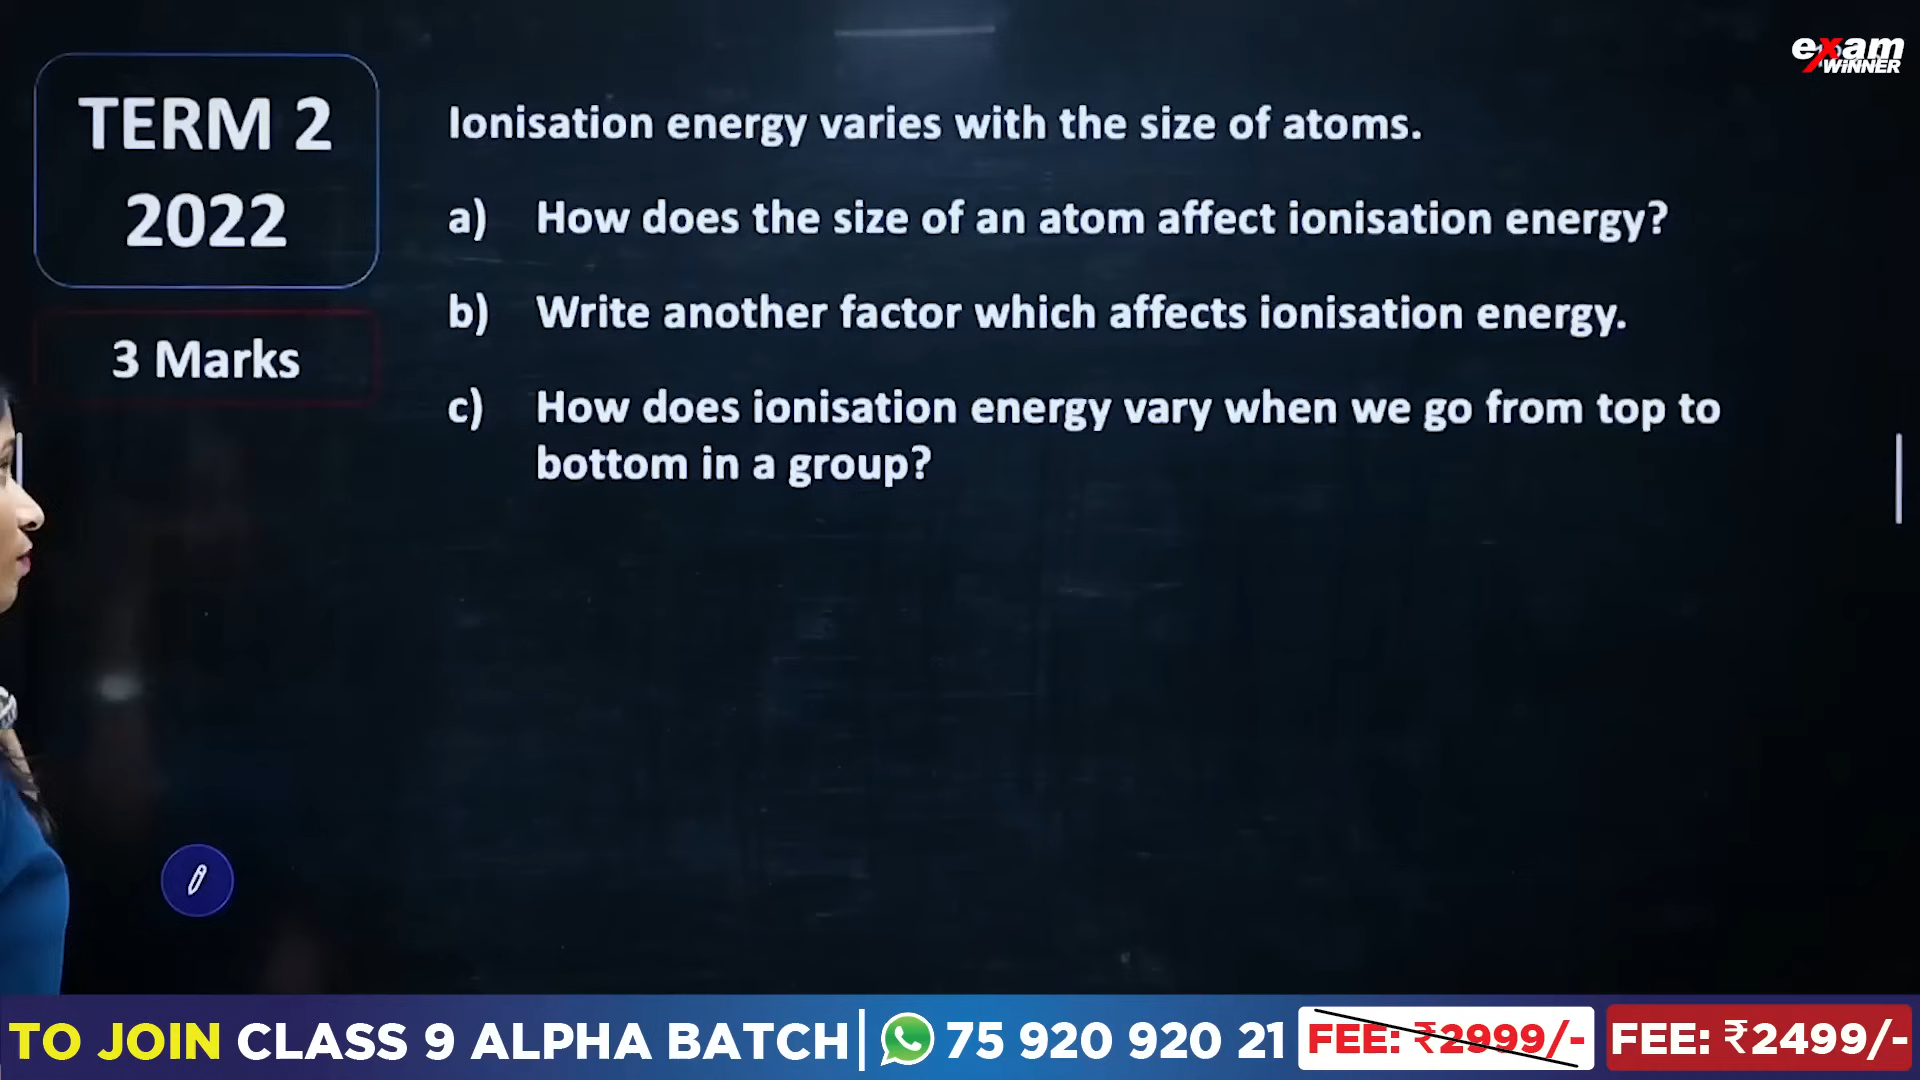 exam
WINNER
TERM 2
2022
3 Marks
Ionisation energy varies with the size of atoms.
a) How does the size of an atom affect ionisation energy?
b) Write another factor which affects ionisation energy.
c) How does ionisation energy vary when we go from top to
bottom in a group?
TO JOIN CLASS 9 ALPHA BATCH 75 920 920 21 FEE: ₹2999/- FEE: ₹2499/-